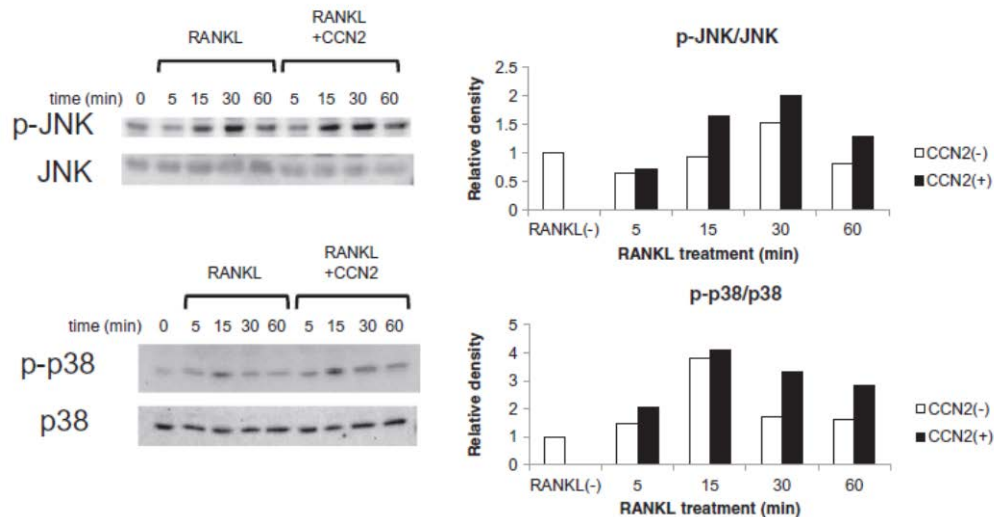 RANKL
RANKL
+CCN2
time (min) 0 5 15 30 60 5 15 30 60
p-JNK
JNK
p-JNK/JNK
Relative density
2.5
2
1.5
1
0.5
0
RANKL(-) 5 15 30 60
RANKL treatment (min)
CCN2(-)
CCN2(+)
RANKL
RANKL
+CCN2
time (min) 0 5 15 30 60 5 15 30 60
p-p38
p38
p-p38/p38
Relative density
5
4
3
2
1
0
RANKL(-) 5 15 30 60
RANKL treatment (min)
CCN2(-)
CCN2(+)